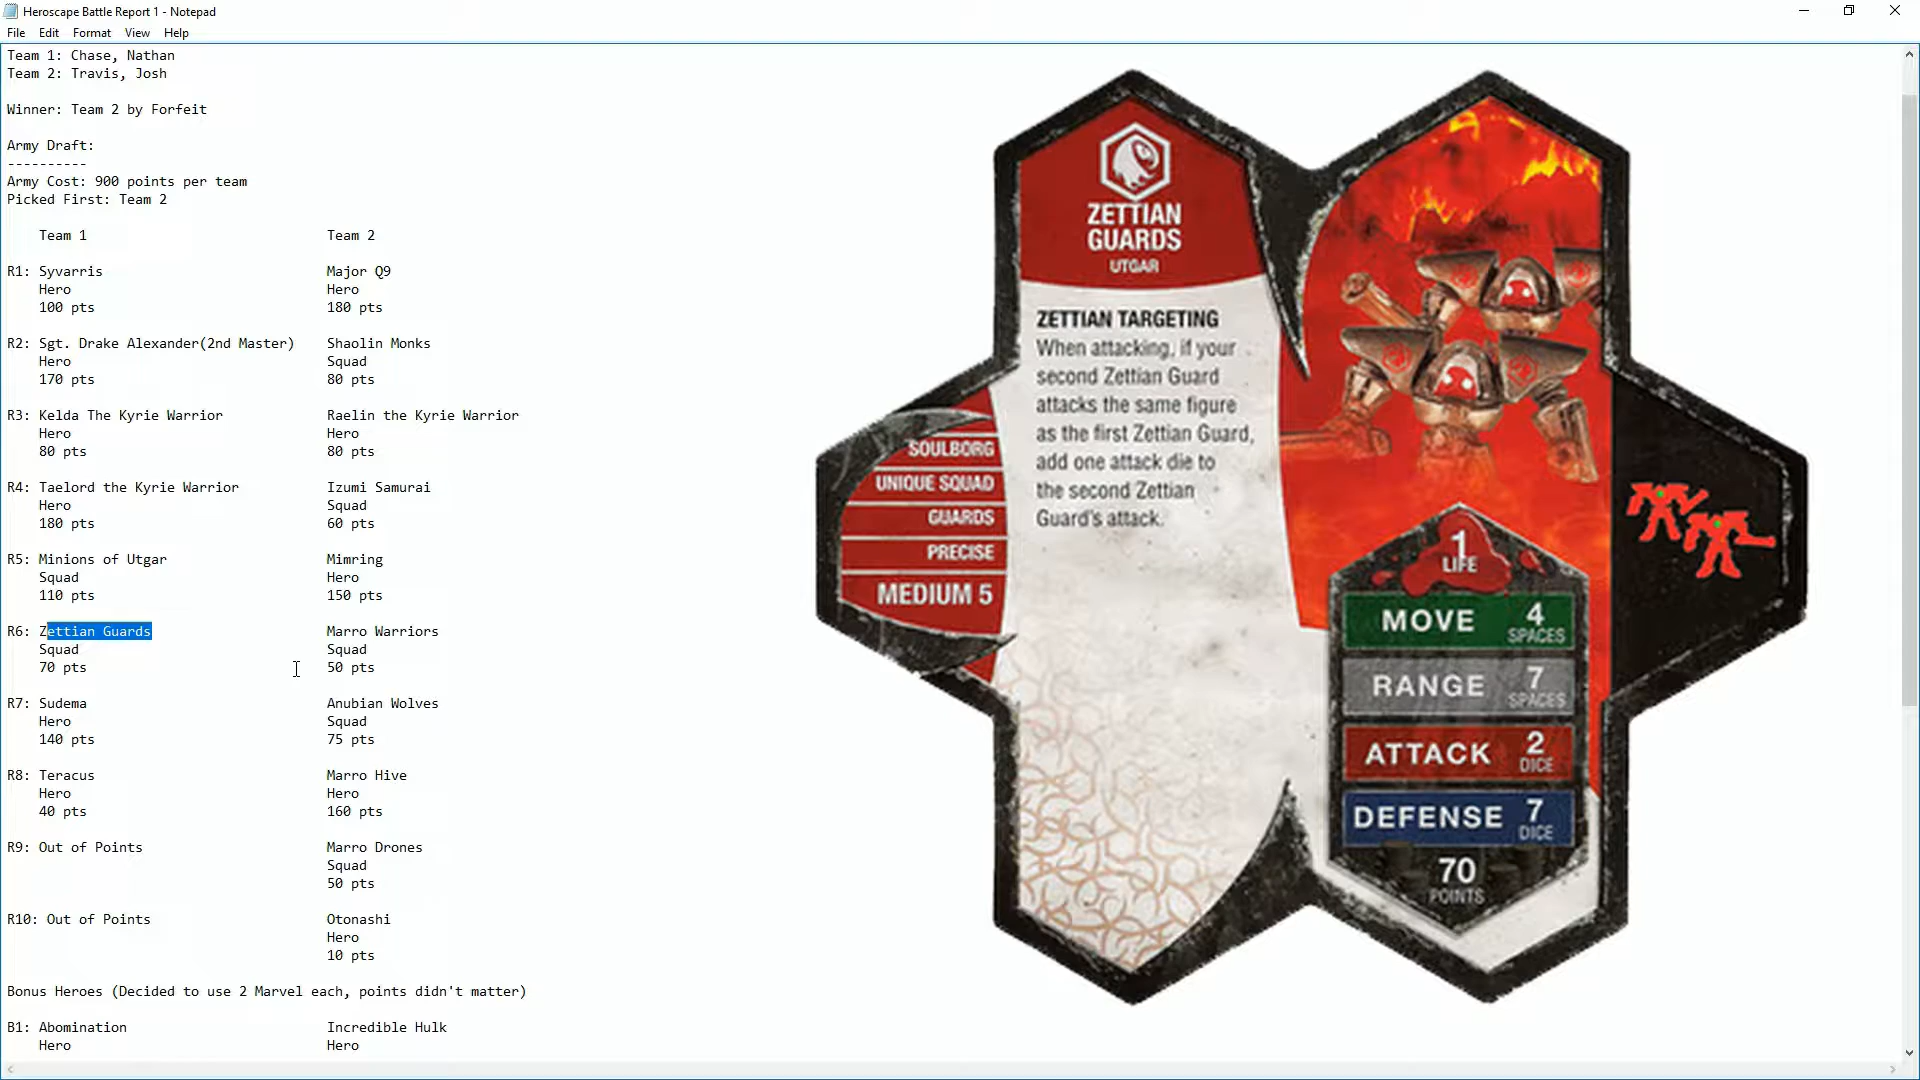 Heroscape Battle Report 1 - Notepad
File Edit Format View Help
Team 1: Chase, Nathan
Team 2: Travis, Josh
Winner: Team 2 by Forfeit
Army Draft:
----------
Army Cost: 900 points per team
Picked First: Team 2
Team 1 Team 2
R1: Syvarris Major Q9
Hero Hero
100 pts 180 pts
R2: Sgt. Drake Alexander(2nd Master) Shaolin Monks
Hero Squad
170 pts 80 pts
R3: Kelda The Kyrie Warrior Raelin the Kyrie Warrior
Hero Hero
80 pts 80 pts
R4: Taelord the Kyrie Warrior Izumi Samurai
Hero Squad
180 pts 60 pts
R5: Minions of Utgar Mimring
Squad Hero
110 pts 150 pts
R6: Zettian Guards Marro Warriors
Squad Squad
70 pts 50 pts
R7: Sudema Anubian Wolves
Hero Squad
140 pts 75 pts
R8: Teracus Marro Hive
Hero Hero
40 pts 160 pts
R9: Out of Points Marro Drones
Squad
50 pts
R10: Out of Points Otonashi
Hero
10 pts
Bonus Heroes (Decided to use 2 Marvel each, points didn't matter)
B1: Abomination Incredible Hulk
Hero Hero
ZETTIAN
GUARDS
UTGAR
ZETTIAN TARGETING
When attacking, if your
second Zettian Guard
attacks the same figure
as the first Zettian Guard,
add one attack die to
the second Zettian
Guard's attack.
SOULBORG
UNIQUE SQUAD
GUARDS
PRECISE
MEDIUM 5
1
LIFE
MOVE 4 SPACES
RANGE 7 SPACES
ATTACK 2 DICE
DEFENSE 7 DICE
70
POINTS